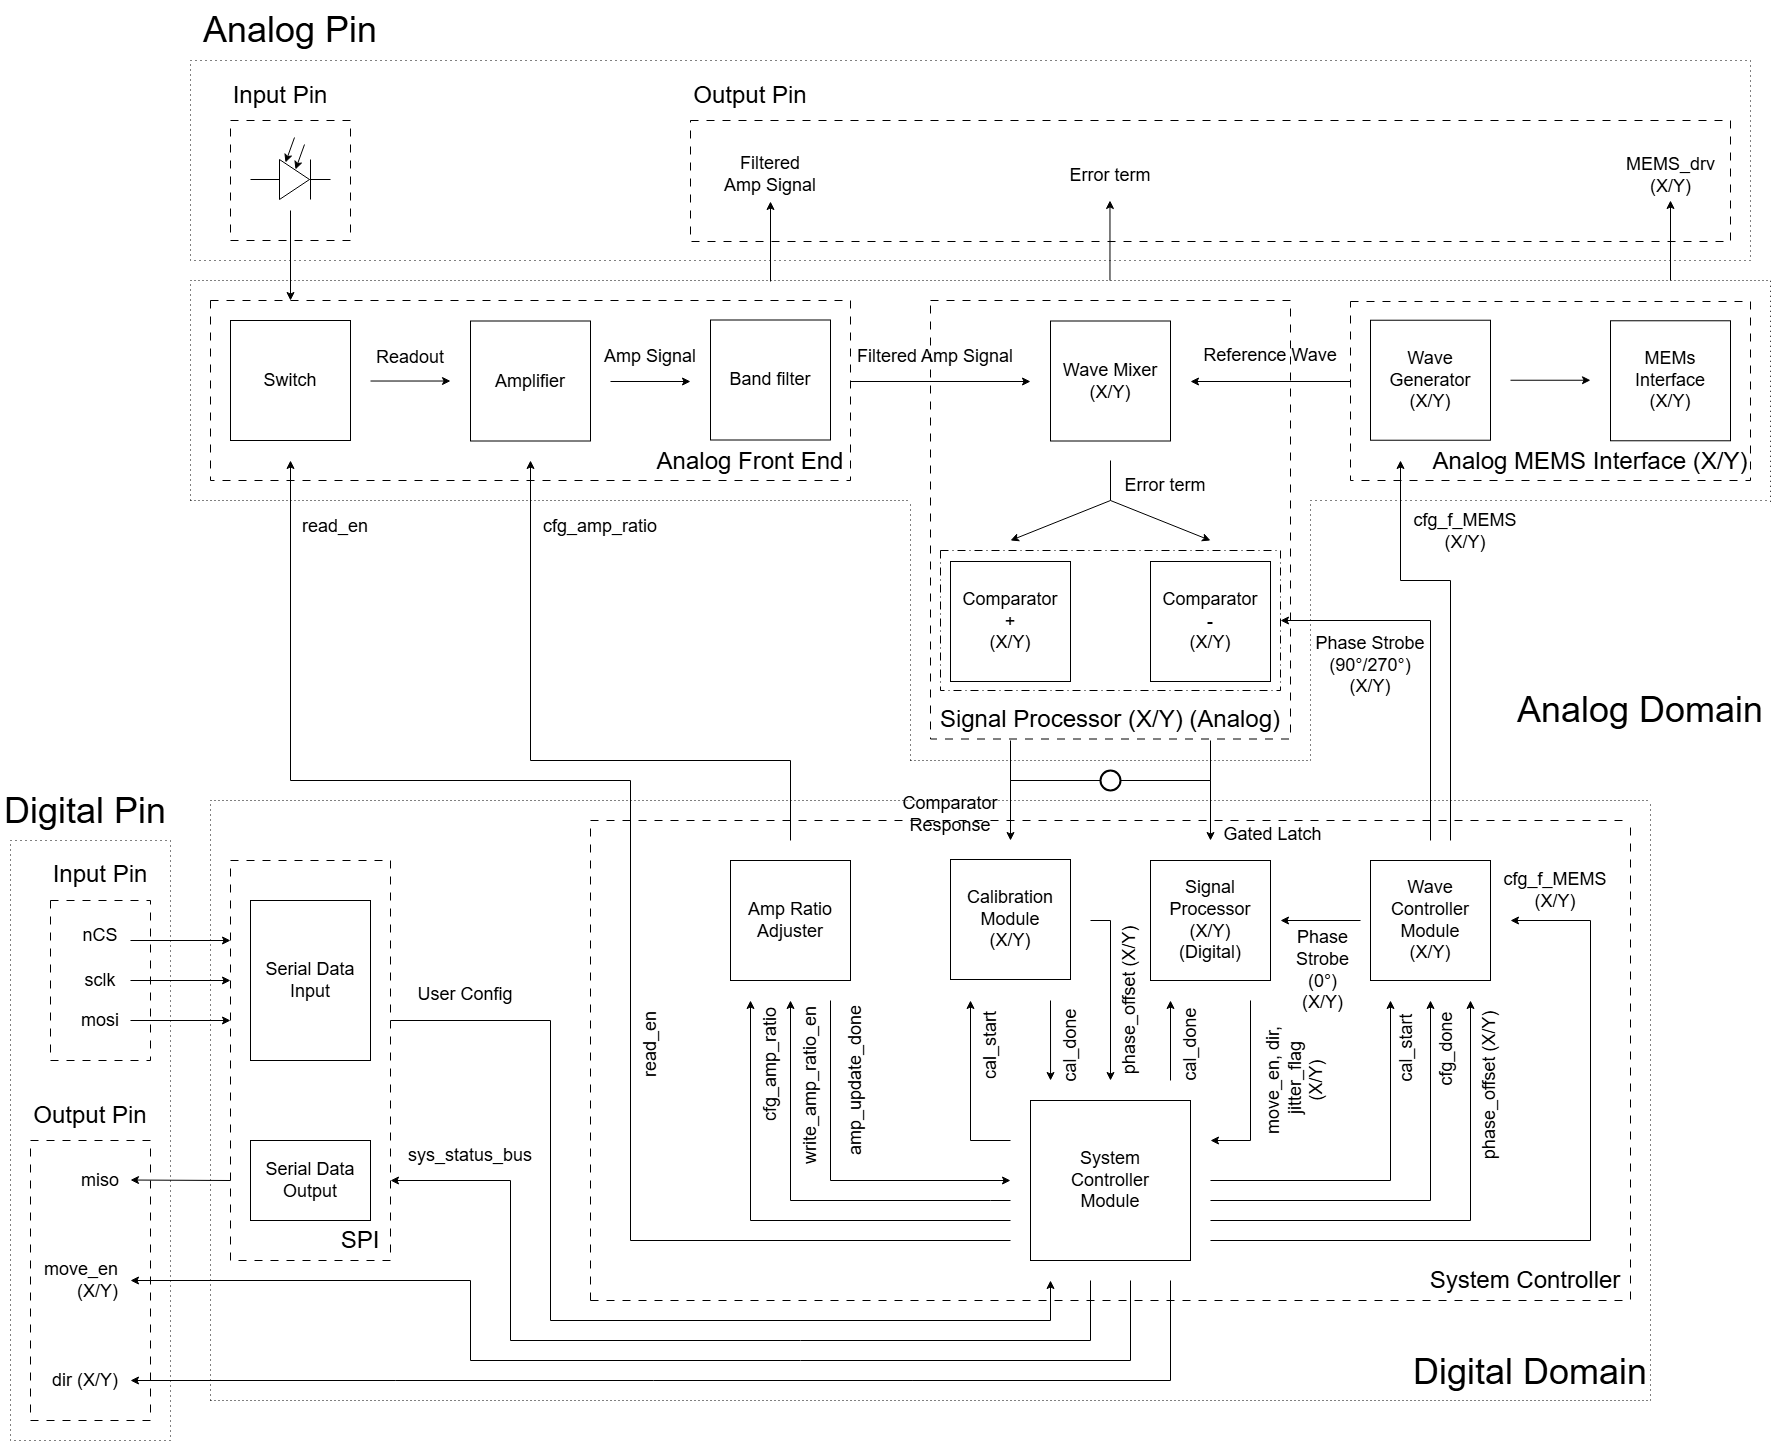 Analog Pin
Input Pin
Output Pin
Filtered
Amp Signal
Error term
MEMS_drv
(X/Y)
Switch
Readout
Amplifier
Amp Signal
Band filter
Filtered Amp Signal
Wave Mixer
(X/Y)
Reference Wave
Wave
Generator
(X/Y)
MEMs
Interface
(X/Y)
Analog Front End
Analog MEMS Interface (X/Y)
Error term
read_en
cfg_amp_ratio
cfg_f_MEMS
(X/Y)
Comparator
+
(X/Y)
Comparator
-
(X/Y)
Phase Strobe
(90°/270°)
(X/Y)
Signal Processor (X/Y) (Analog)
Analog Domain
Digital Pin
Comparator
Response
Gated Latch
Input Pin
nCS
sclk
mosi
Serial Data
Input
User Config
Amp Ratio
Adjuster
Calibration
Module
(X/Y)
Signal
Processor
(X/Y)
(Digital)
Wave
Controller
Module
(X/Y)
cfg_f_MEMS
(X/Y)
Phase
Strobe
(0°)
(X/Y)
read_en
cfg_amp_ratio
write_amp_ratio_en
amp_update_done
cal_start
cal_done
phase_offset (X/Y)
cal_done
move_en, dir,
jitter_flag
(X/Y)
cal_start
cfg_done
phase_offset (X/Y)
Output Pin
miso
Serial Data
Output
sys_status_bus
SPI
System
Controller
Module
move_en
(X/Y)
System Controller
dir (X/Y)
Digital Domain